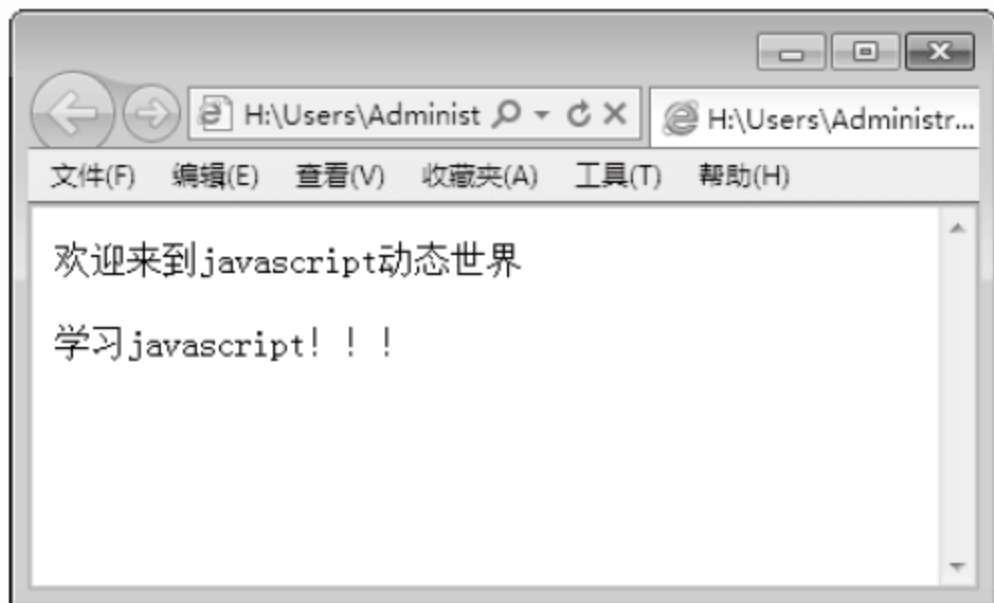 H:\Users\Administ
H:\Users\Administr...
文件(F) 编辑(E) 查看(V) 收藏夹(A) 工具(T) 帮助(H)
欢迎来到javascript动态世界
学习javascript！！！